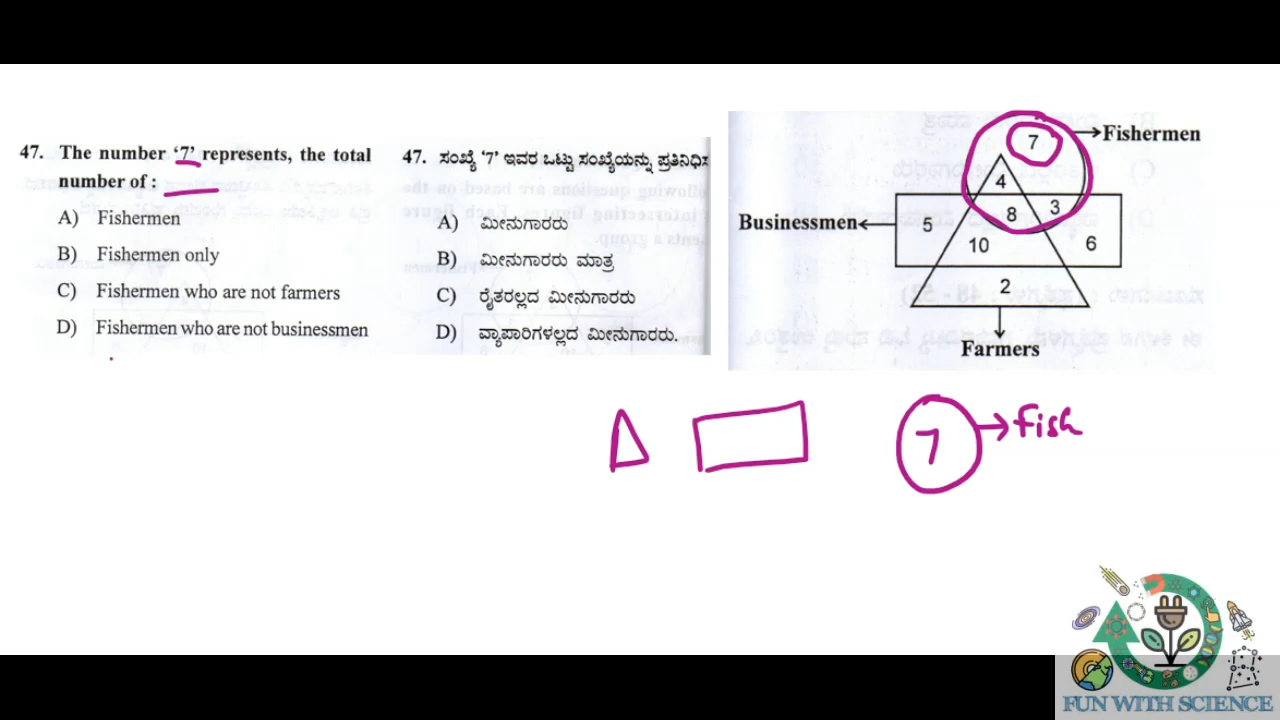 47. The number ‘7’ represents, the total
number of :
A) Fishermen
B) Fishermen only
C) Fishermen who are not farmers
D) Fishermen who are not businessmen
47. ಸಂಖ್ಯೆ ‘7’ ಇವರ ಒಟ್ಟು ಸಂಖ್ಯೆಯನ್ನು ಪ್ರತಿನಿಧಿಸ
A) ಮೀನುಗಾರರು
B) ಮೀನುಗಾರರು ಮಾತ್ರ
C) ರೈತರಲ್ಲದ ಮೀನುಗಾರರು
D) ವ್ಯಾಪಾರಿಗಳಲ್ಲದ ಮೀನುಗಾರರು.
7
Fishermen
4
Businessmen
5
8
3
10
6
2
Farmers
7
Fish
FUN WITH SCIENCE